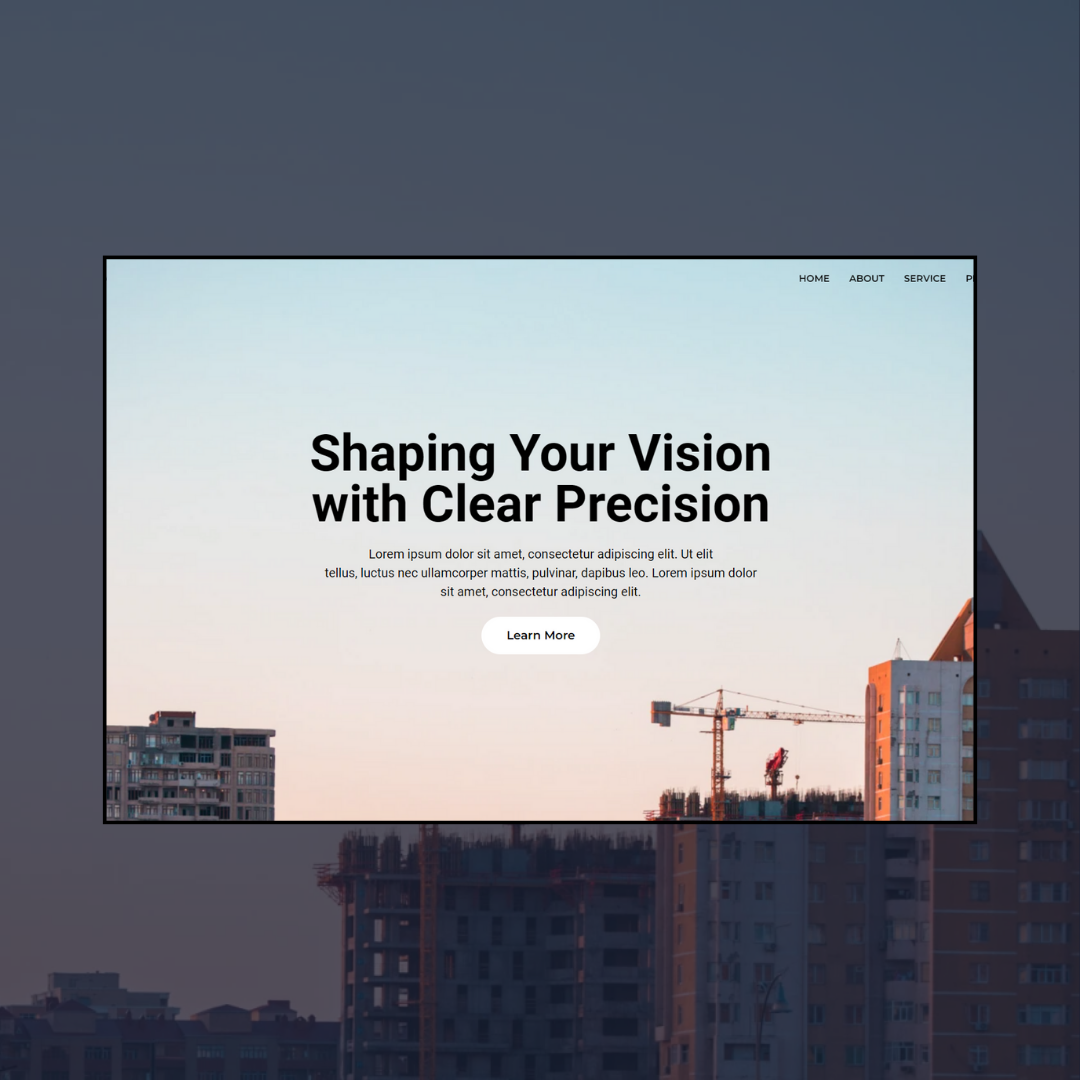 HOME ABOUT SERVICE
Shaping Your Vision
with Clear Precision
Lorem ipsum dolor sit amet, consectetur adipiscing elit. Ut elit
tellus, luctus nec ullamcorper mattis, pulvinar, dapibus leo. Lorem ipsum dolor
sit amet, consectetur adipiscing elit.
Learn More